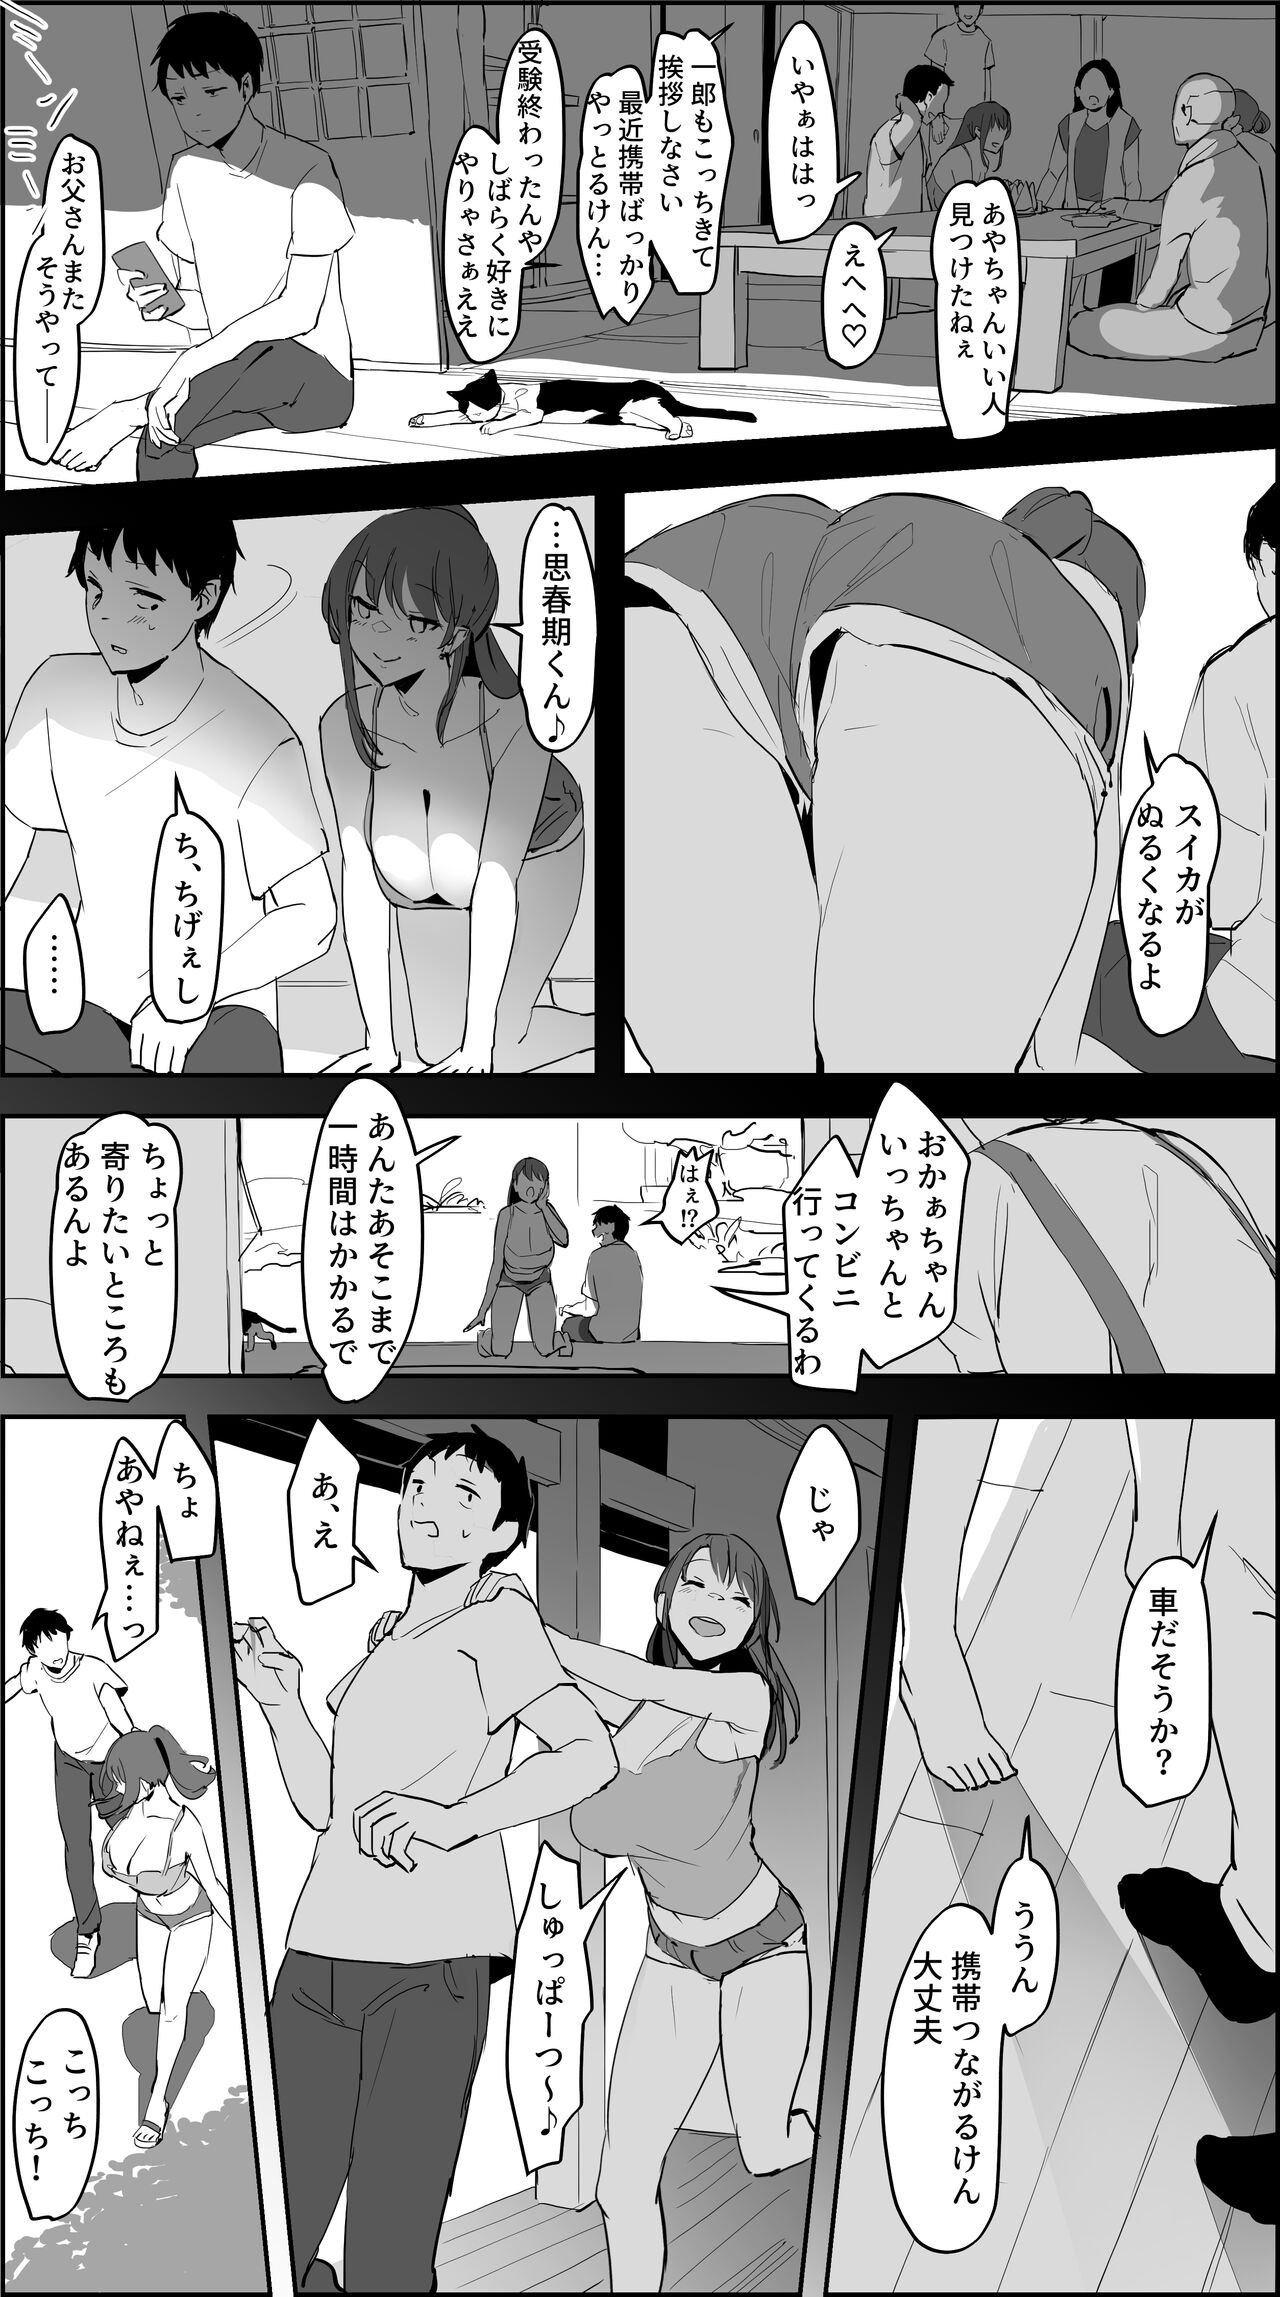 いやぁははっ
あやちゃんいい人
見つけたねぇ
えへへ♡
一郎もこっちきて
挨拶しなさい
最近携帯ばっかり
やっとるけん…
受験終わったんや
しばらく好きに
やりゃさぁええ
お父さんまた
そうやって──
スイカが
ぬるくなるよ
…思春期くん♪
ち、ちげぇし
……
おかぁちゃん
いっちゃんと
コンビニ
行ってくるわ
はぇ!?
あんたあそこまで
一時間はかかるで
ちょっと
寄りたいところも
あるんよ
車だそうか？
ううん
携帯つながるけん
大丈夫
じゃ
しゅっぱーつ～♪
あ、え
ちょ
あやねぇ…っ
こっち
こっち！